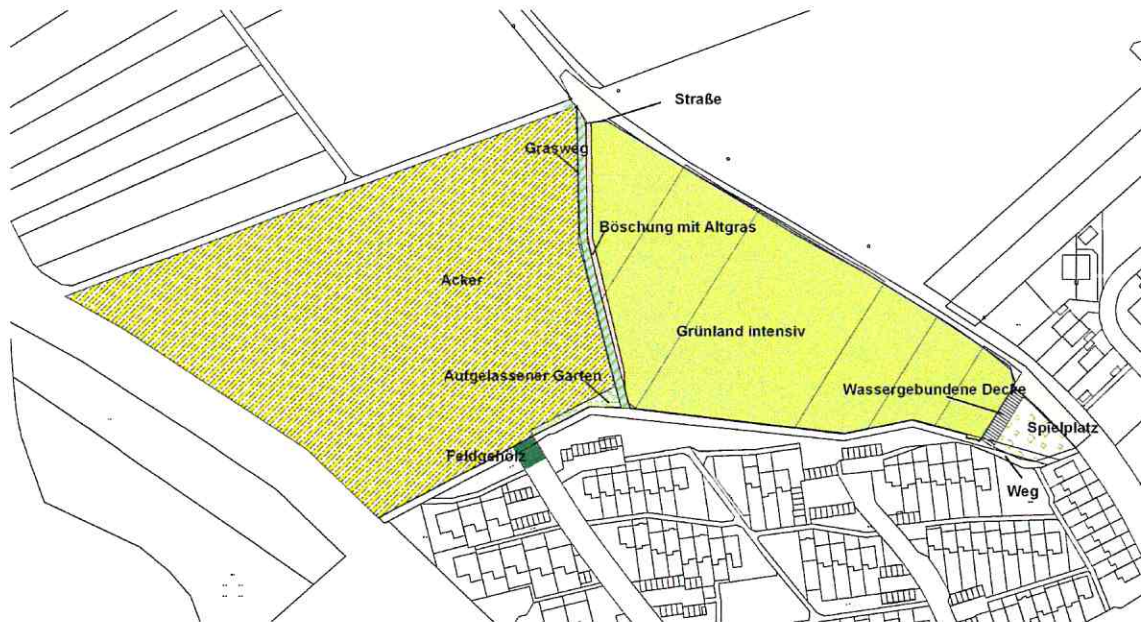 Straße
Grasweg
Böschung mit Altgras
Acker
Grünland intensiv
Aufgelassener Garten
Wassergebundene Decke
Spielplatz
Feldgehölz
Weg